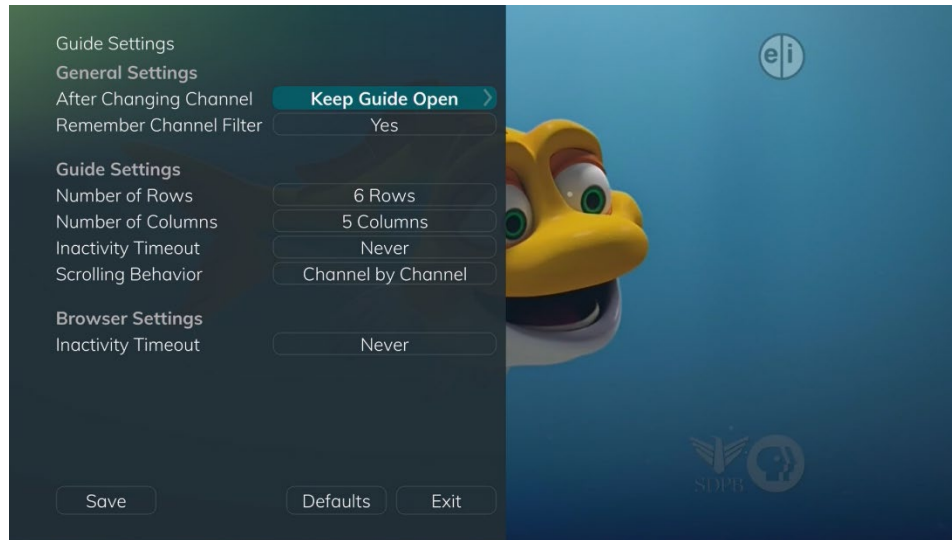 Guide Settings
General Settings
After Changing Channel Keep Guide Open
Remember Channel Filter Yes
Guide Settings
Number of Rows 6 Rows
Number of Columns 5 Columns
Inactivity Timeout Never
Scrolling Behavior Channel by Channel
Browser Settings
Inactivity Timeout Never
Save Defaults Exit
e|i
SDPB